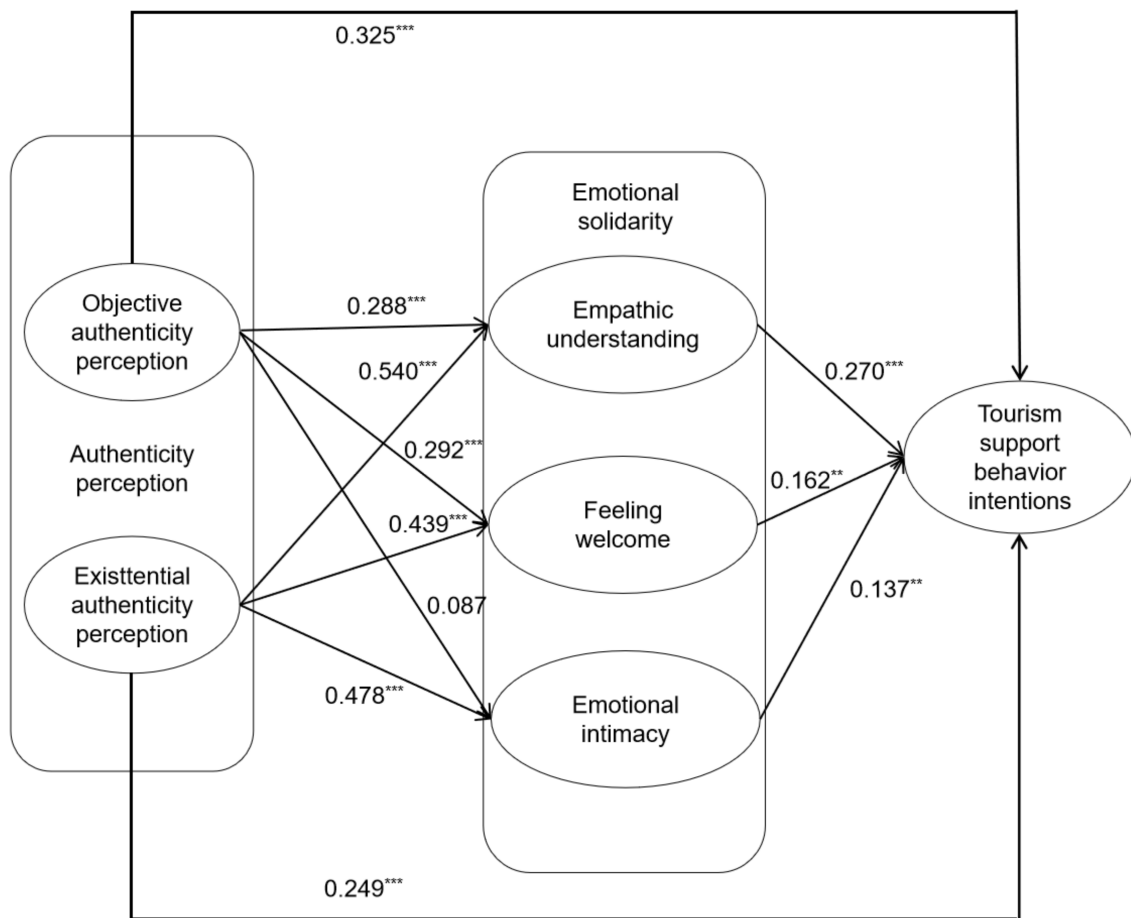 0.325***
Emotional
solidarity
Objective
authenticity
perception
0.288***
Empathic
understanding
0.540***
0.270***
Authenticity
perception
0.292***
Tourism
support
behavior
intentions
0.162**
0.439***
Feeling
welcome
Existtential
authenticity
perception
0.087
0.137**
0.478***
Emotional
intimacy
0.249***